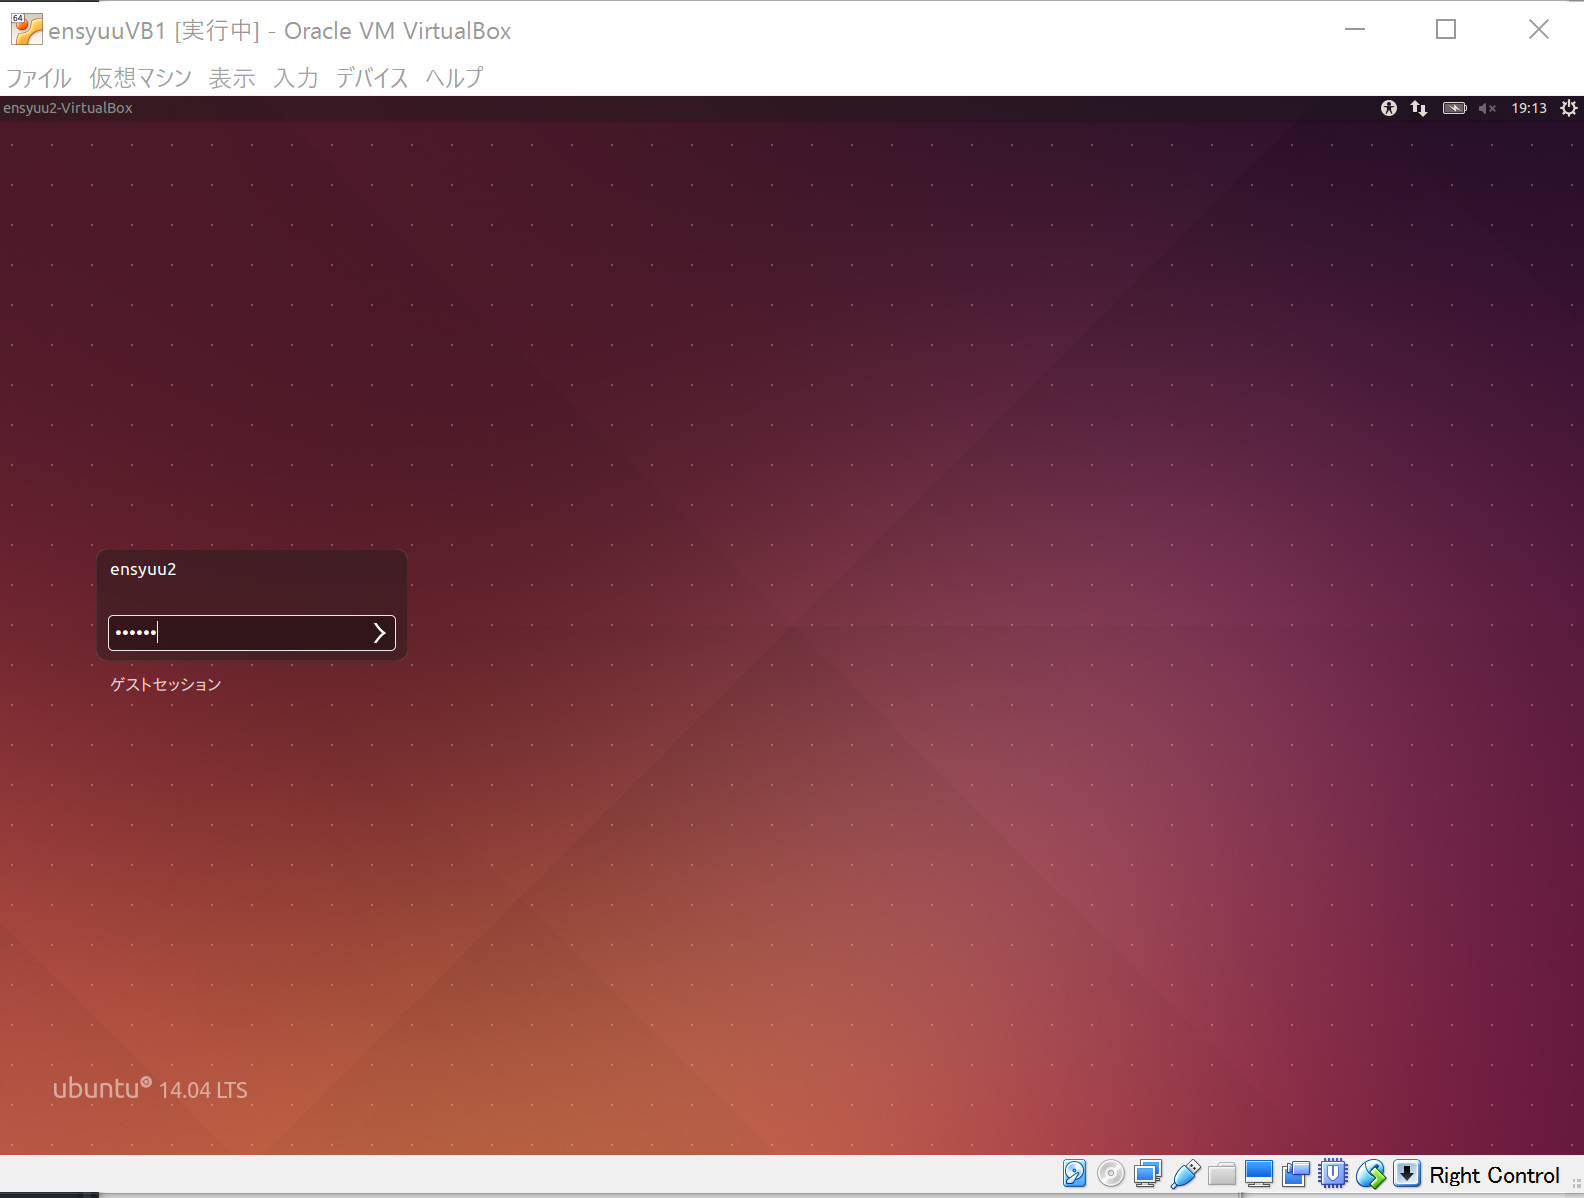 ensyuuVB1 [実行中] - Oracle VM VirtualBox
ファイル 仮想マシン 表示 入力 デバイス ヘルプ
ensyuu2-VirtualBox 19:13
ensyuu2
ゲストセッション
ubuntu 14.04 LTS
Right Control